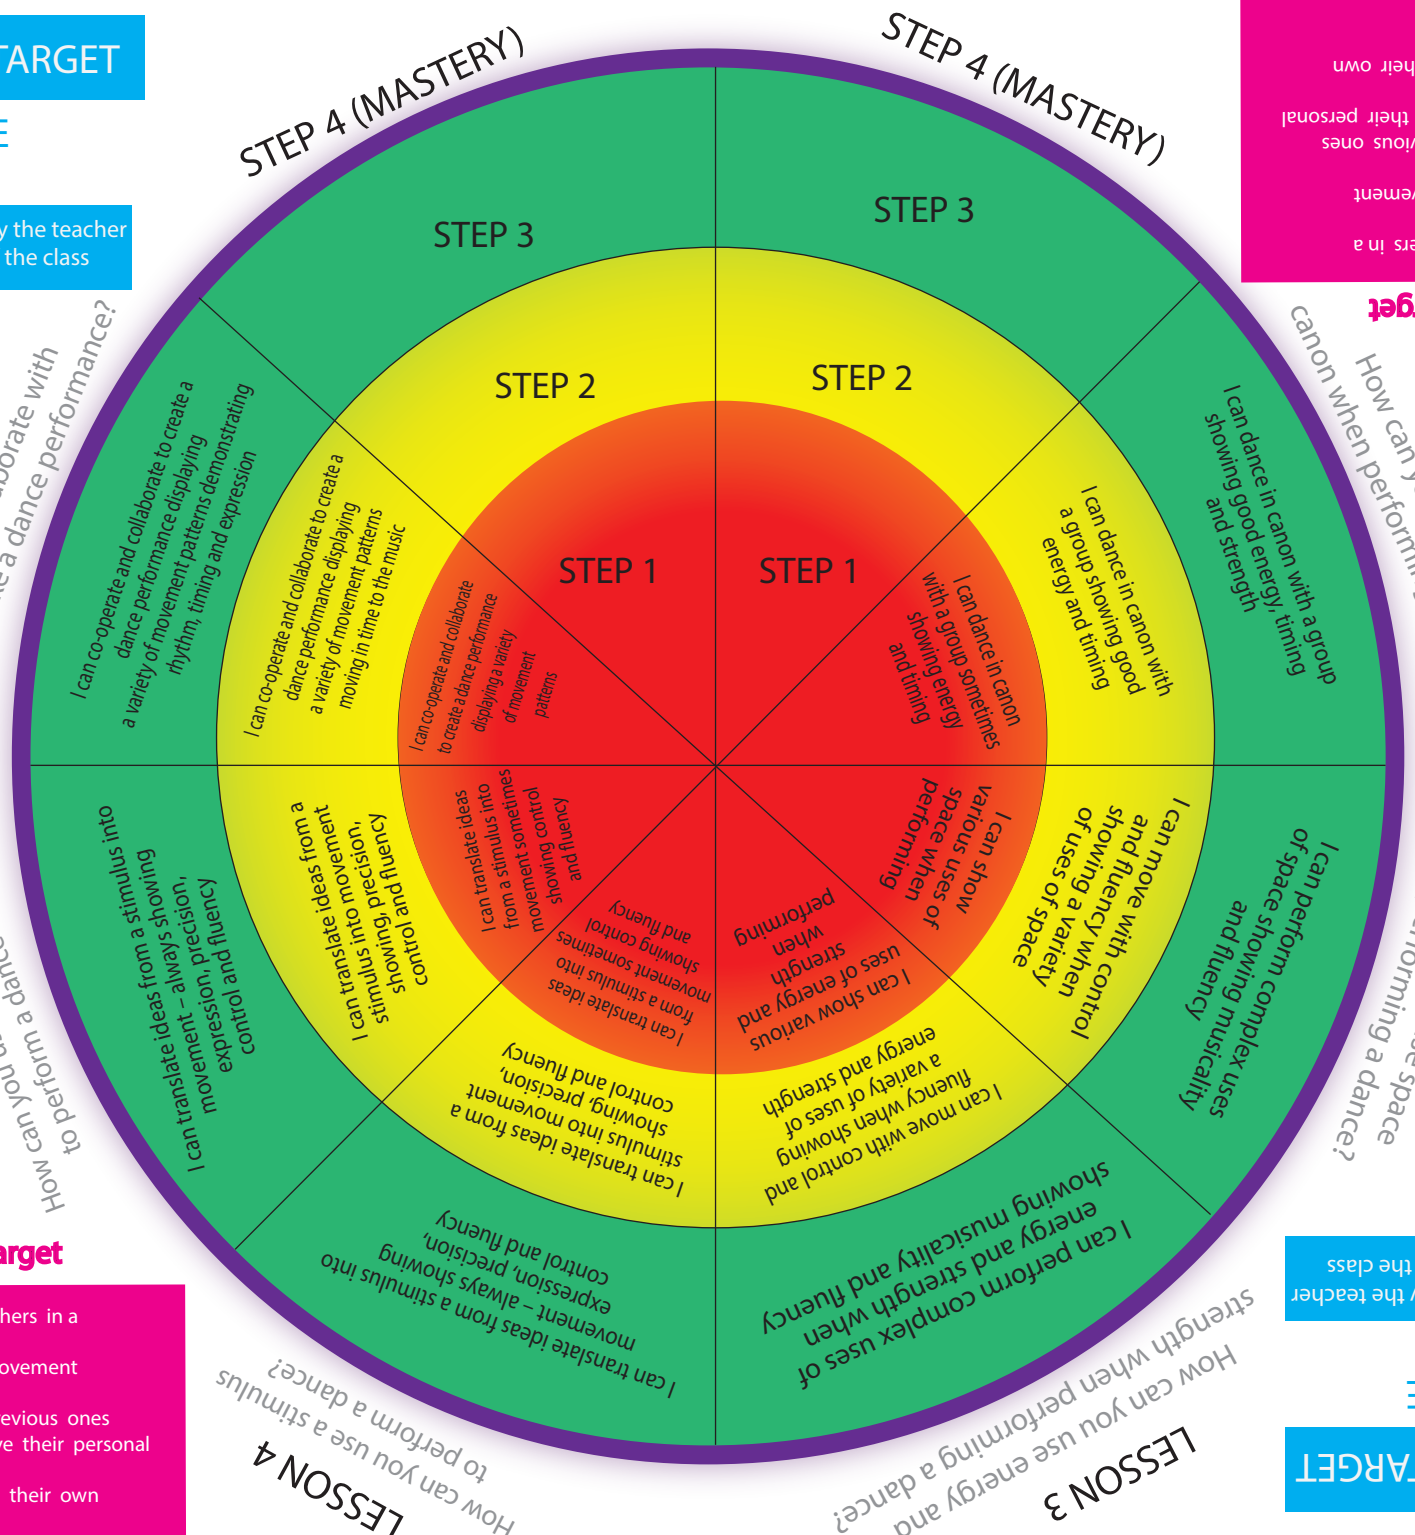 TARGET
y the teacher
the class
STEP 4 (MASTERY)
STEP 4 (MASTERY)
their own
their personal
ones
in a
STEP 3
STEP 3
STEP 2
STEP 2
STEP 1
STEP 1
with
a dance performance?
How can
canon when
I can co-operate and collaborate to create a
dance performance displaying
a variety of movement patterns demonstrating
rhythm, timing and expression
I can co-operate and collaborate to create a
dance performance displaying
a variety of movement patterns
moving in time to the music
I can co-operate and collaborate
to create a dance performance
displaying a variety
of movement
patterns
I can dance in canon
with a group sometimes
showing energy
and timing
I can dance in canon with
a group showing good
energy and timing
I can dance in canon with a group
showing good energy, timing
and strength
I can show
various uses of
space when
performing
I can move with control
and fluency when
showing a variety
of uses of space
I can perform complex uses
of space showing musicality
and fluency
space
a dance?
I can show various
uses of energy and
strength
when
performing
I can move with control and
fluency when showing
a variety of uses of
energy and strength
I can perform complex uses of
energy and strength when
showing musicality and fluency
How can you use energy and
strength when performing a dance?
LESSON 3
I can translate ideas
from a stimulus into
movement sometimes
showing control
and fluency
I can translate ideas from a
stimulus into movement
showing, precision,
control and fluency
I can translate ideas from a stimulus into
movement – always showing
expression, precision,
control and fluency
How can you use a stimulus
to perform a dance?
LESSON 4
I can translate ideas
from a stimulus into
movement sometimes
showing control
and fluency
I can translate ideas from a
stimulus into movement
showing, precision,
control and fluency
I can translate ideas from a stimulus into
movement – always showing
expression, precision,
control and fluency
How can you
to perform a dance
arget
hers in a
ovement
evious ones
ve their personal
their own
the teacher
the class
TARGET